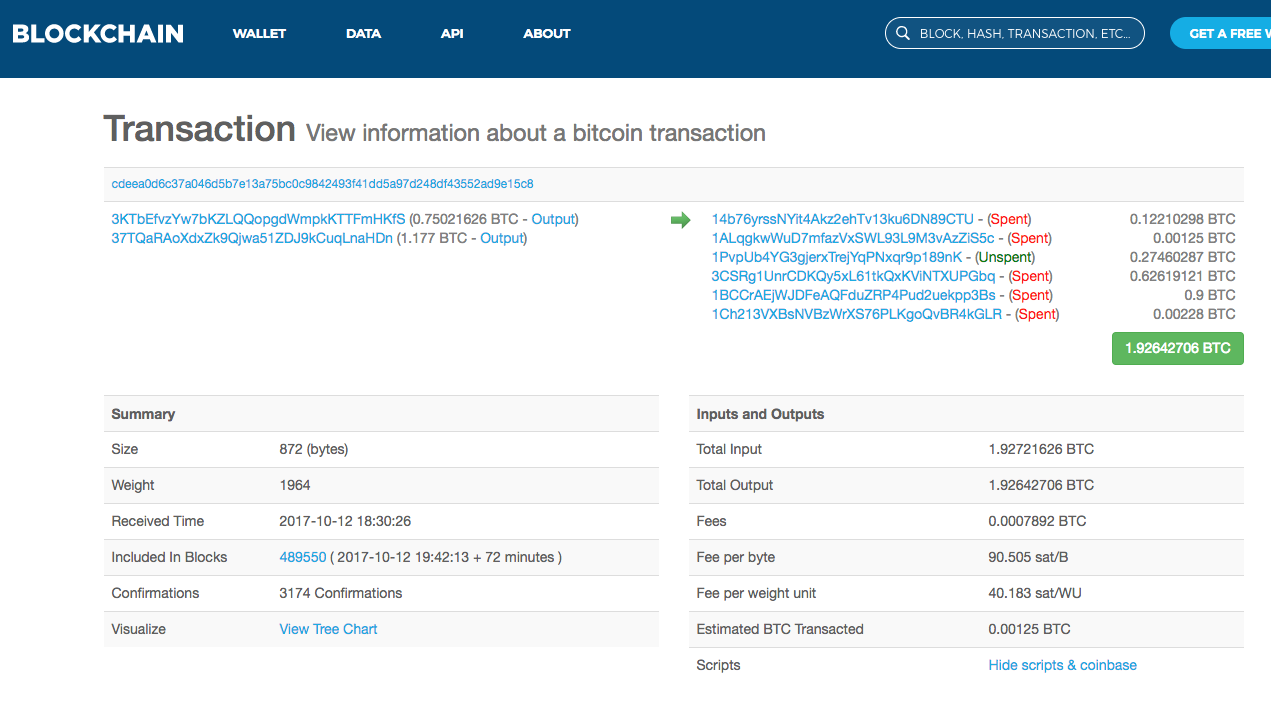 BLOCKCHAIN WALLET DATA API ABOUT BLOCK, HASH, TRANSACTION, ETC... GET A FREE W
Transaction View information about a bitcoin transaction
cdeea0d6c37a046d5b7e13a75bc0c9842493f41dd5a97d248df43552ad9e15c8
3KTbEfvzYw7bKZLQQopgdWmpkKTTFmHKfS (0.75021626 BTC - Output)
37TQaRAoXdxZk9Qjwa51ZDJ9kCuqLnaHDn (1.177 BTC - Output)
14b76yrssNYit4Akz2ehTv13ku6DN89CTU - (Spent) 0.12210298 BTC
1ALqgkwWuD7mfazVxSWL93L9M3vAzZiS5c - (Spent) 0.00125 BTC
1PvpUb4YG3gjerxTrejYqPNxqr9p189nK - (Unspent) 0.27460287 BTC
3CSRg1UnrCDKQy5xL61tkQxKViNTXUPGbq - (Spent) 0.62619121 BTC
1BCCrAEjWJDFeAQFduZRP4Pud2uekpp3Bs - (Spent) 0.9 BTC
1Ch213VXBsNVBzWrXS76PLKgoQvBR4kGLR - (Spent) 0.00228 BTC
1.92642706 BTC
Summary
Size 872 (bytes)
Weight 1964
Received Time 2017-10-12 18:30:26
Included In Blocks 489550 ( 2017-10-12 19:42:13 + 72 minutes )
Confirmations 3174 Confirmations
Visualize View Tree Chart
Inputs and Outputs
Total Input 1.92721626 BTC
Total Output 1.92642706 BTC
Fees 0.0007892 BTC
Fee per byte 90.505 sat/B
Fee per weight unit 40.183 sat/WU
Estimated BTC Transacted 0.00125 BTC
Scripts Hide scripts & coinbase